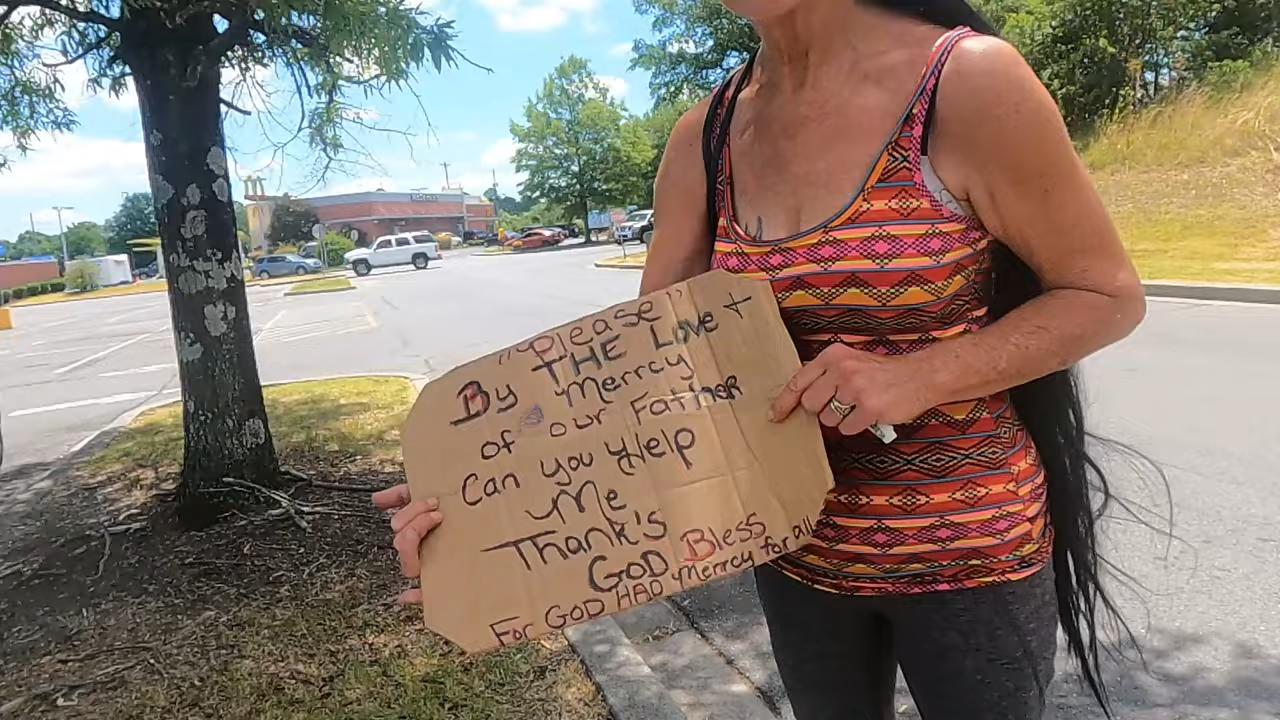 "Please"
By THE Love +
of Merrcy
of our Father
Can you Help
Me
Thank's
GOD Bless
For GOD HAD Merrcy for all